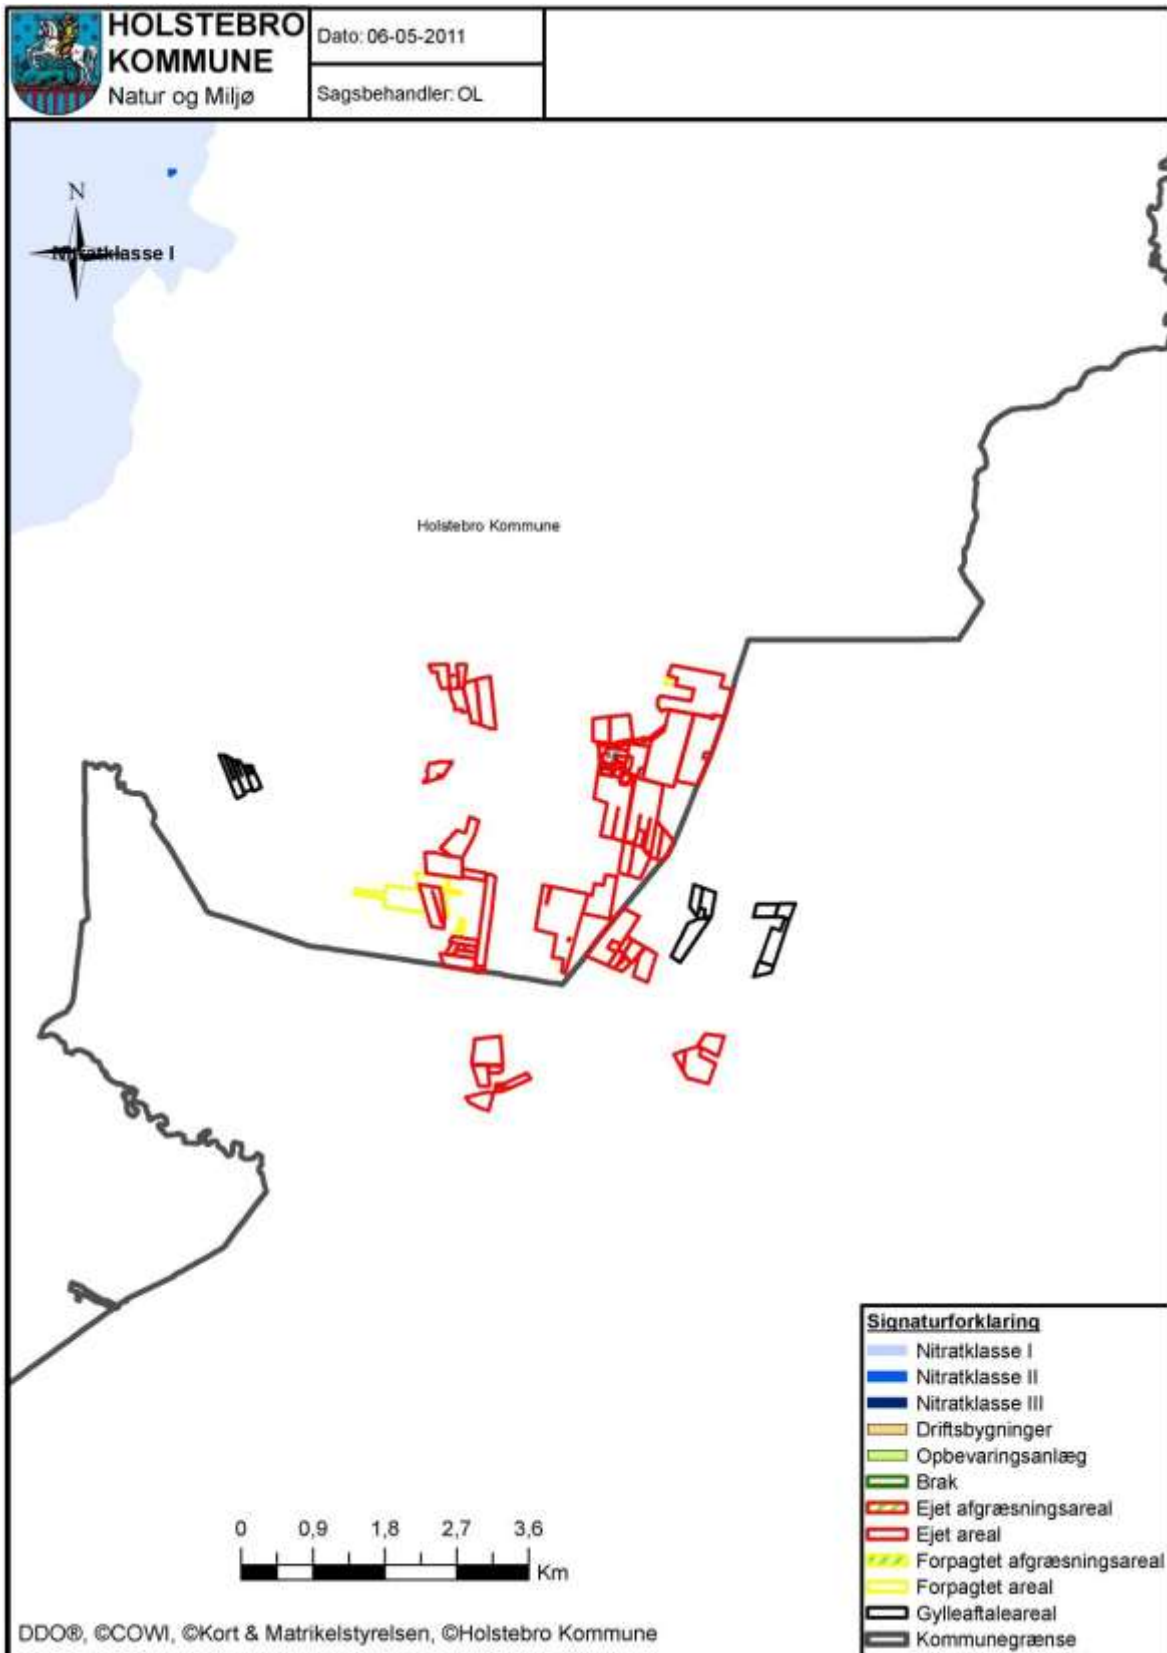 HOLSTEBRO
KOMMUNE
Natur og Miljø
Dato: 06-05-2011
Sagsbehandler: OL
N
Nitratklasse I
Holstebro Kommune
Signaturforklaring
Nitratklasse I
Nitratklasse II
Nitratklasse III
Driftsbygninger
Opbevaringsanlæg
Brak
Ejet afgræsningsareal
Ejet areal
Forpagtet afgræsningsareal
Forpagtet areal
Gylleaftaleareal
Kommunegrænse
0 0,9 1,8 2,7 3,6
Km
DDO®, ©COWI, ©Kort & Matrikelstyrelsen, ©Holstebro Kommune